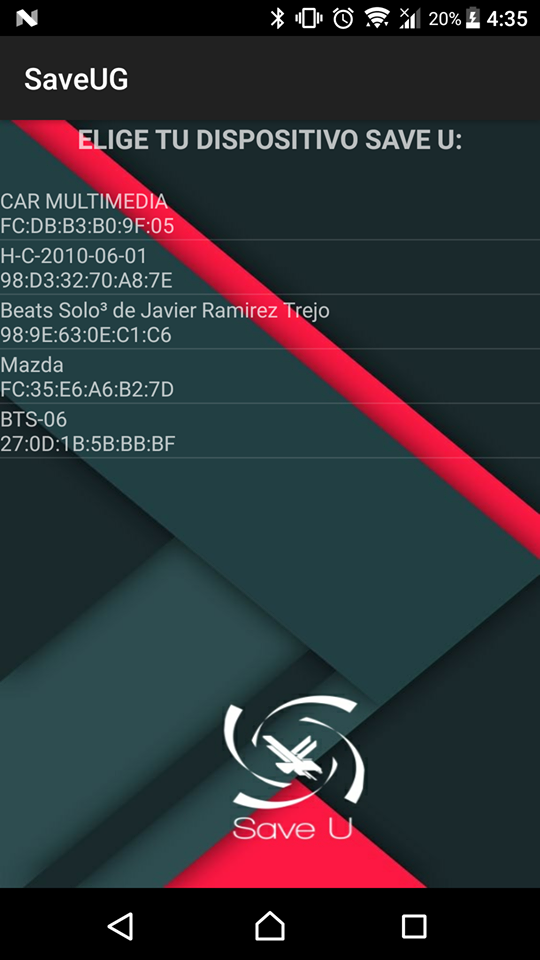 20% 4:35
SaveUG
ELIGE TU DISPOSITIVO SAVE U:
CAR MULTIMEDIA
FC:DB:B3:B0:9F:05
H-C-2010-06-01
98:D3:32:70:A8:7E
Beats Solo³ de Javier Ramirez Trejo
98:9E:63:0E:C1:C6
Mazda
FC:35:E6:A6:B2:7D
BTS-06
27:0D:1B:5B:BB:BF
Save U